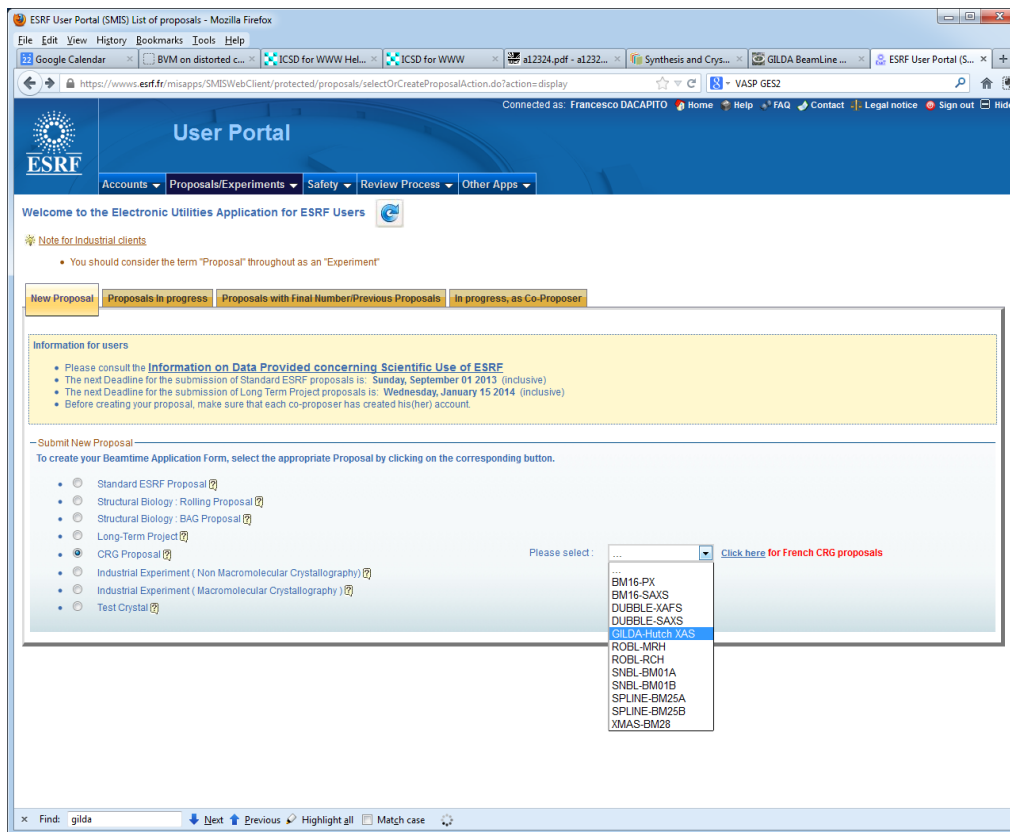 ESRF User Portal (SMIS) List of proposals - Mozilla Firefox
File Edit View History Bookmarks Tools Help
22 Google Calendar BVM on distorted c... ICSD for WWW Hel... ICSD for WWW a12324.pdf - a1232... Synthesis and Crys... GILDA BeamLine ... ESRF User Portal (S...
https://wwws.esrf.fr/misapps/SMISWebClient/protected/proposals/selectOrCreateProposalAction.do?action=display VASP GES2
Connected as: Francesco DACAPITO Home Help FAQ Contact Legal notice Sign out Hide
User Portal
ESRF
Accounts Proposals/Experiments Safety Review Process Other Apps
Welcome to the Electronic Utilities Application for ESRF Users
Note for Industrial clients
• You should consider the term "Proposal" throughout as an "Experiment"
New Proposal Proposals in progress Proposals with Final Number/Previous Proposals In progress, as Co-Proposer
Information for users
• Please consult the Information on Data Provided concerning Scientific Use of ESRF
• The next Deadline for the submission of Standard ESRF proposals is: Sunday, September 01 2013 (inclusive)
• The next Deadline for the submission of Long Term Project proposals is: Wednesday, January 15 2014 (inclusive)
• Before creating your proposal, make sure that each co-proposer has created his(her) account.
Submit New Proposal
To create your Beamtime Application Form, select the appropriate Proposal by clicking on the corresponding button.
• Standard ESRF Proposal ?
• Structural Biology : Rolling Proposal ?
• Structural Biology : BAG Proposal ?
• Long-Term Project ?
• CRG Proposal ? Please select : ... Click here for French CRG proposals
• Industrial Experiment ( Non Macromolecular Crystallography) ?
• Industrial Experiment ( Macromolecular Crystallography ) ?
• Test Crystal ?
...
BM16-PX
BM16-SAXS
DUBBLE-XAFS
DUBBLE-SAXS
GILDA-Hutch XAS
ROBL-MRH
ROBL-RCH
SNBL-BM01A
SNBL-BM01B
SPLINE-BM25A
SPLINE-BM25B
XMAS-BM28
× Find: gilda Next Previous Highlight all Match case